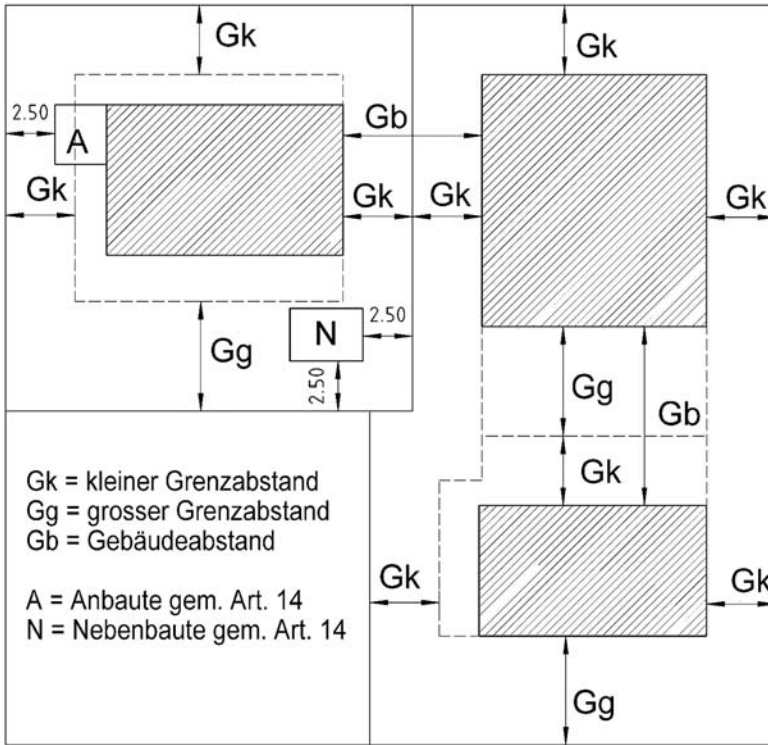 Gk
Gk
2.50
A
Gb
Gk
Gk
Gk
Gk
2.50
N
Gg
2.50
Gg
Gb
Gk
Gk = kleiner Grenzabstand
Gg = grosser Grenzabstand
Gb = Gebäudeabstand
Gk
Gk
A = Anbaute gem. Art. 14
N = Nebenbaute gem. Art. 14
Gg